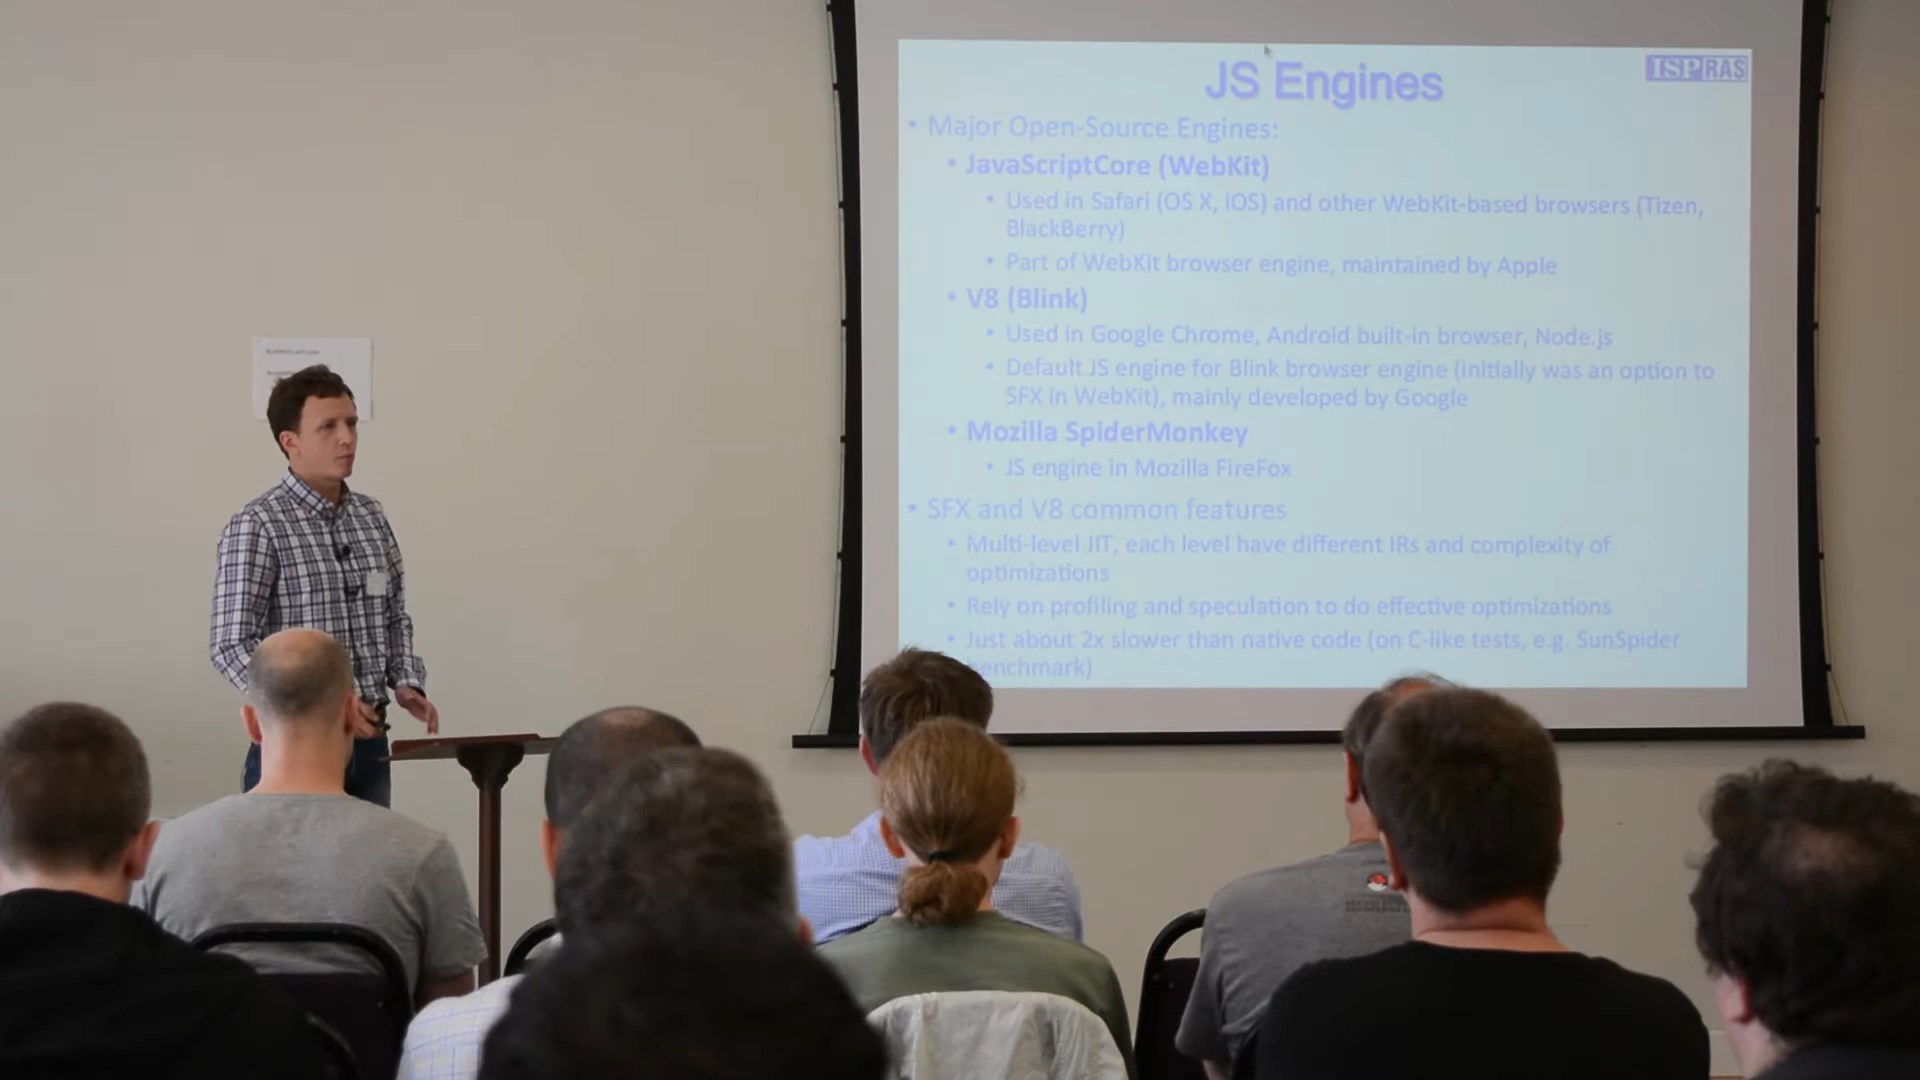 JS Engines
ISPRAS
• Major Open-Source Engines:
• JavaScriptCore (WebKit)
• Used in Safari (OS X, iOS) and other WebKit-based browsers (Tizen,
BlackBerry)
• Part of WebKit browser engine, maintained by Apple
• V8 (Blink)
• Used in Google Chrome, Android built-in browser, Node.js
• Default JS engine for Blink browser engine (initially was an option to
SFX in WebKit), mainly developed by Google
• Mozilla SpiderMonkey
• JS engine in Mozilla FireFox
• SFX and V8 common features
• Multi-level JIT, each level have different IRs and complexity of
optimizations
• Rely on profiling and speculation to do effective optimizations
• Just about 2x slower than native code (on C-like tests, e.g. SunSpider
benchmark)